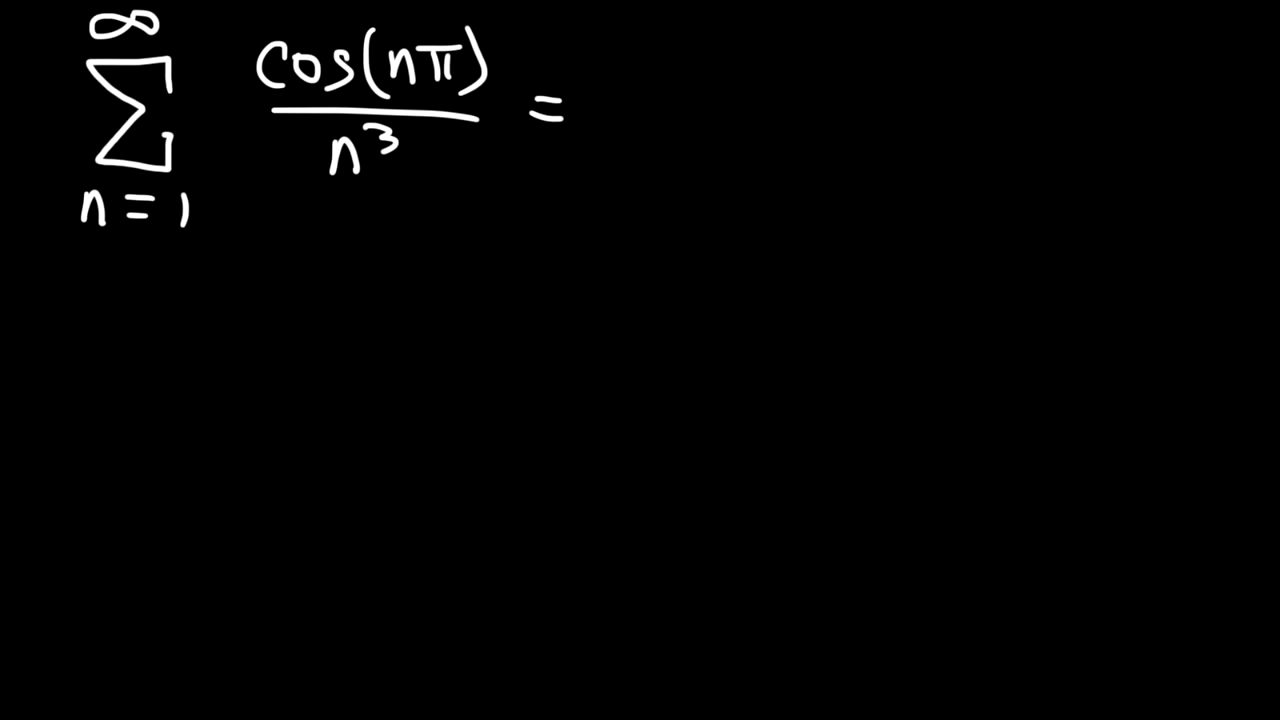 ∞
∑ cos(nπ)/n³ =
n = 1